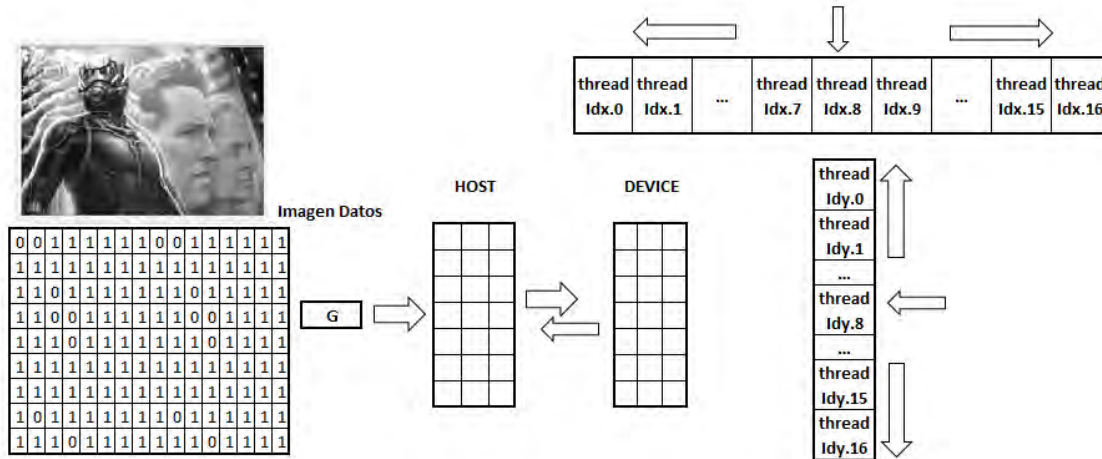 thread Idx.0 thread Idx.1 ... thread Idx.7 thread Idx.8 thread Idx.9 ... thread Idx.15 thread Idx.16
Imagen Datos
0 0 1 1 1 1 1 1 0 0 1 1 1 1 1 1
1 1 1 1 1 1 1 1 1 1 1 1 1 1 1 1
1 1 0 1 1 1 1 1 1 1 0 1 1 1 1 1
1 1 0 0 1 1 1 1 1 1 0 0 1 1 1 1
1 1 1 0 1 1 1 1 1 1 1 0 1 1 1 1
1 1 1 1 1 1 1 1 1 1 1 1 1 1 1 1
1 1 1 1 1 1 1 1 1 1 1 1 1 1 1 1
1 0 1 1 1 1 1 1 1 0 1 1 1 1 1 1
1 1 1 0 1 1 1 1 1 1 1 0 1 1 1 1
G
HOST
DEVICE
thread
Idy.0
thread
Idy.1
...
thread
Idy.8
...
thread
Idy.15
thread
Idy.16